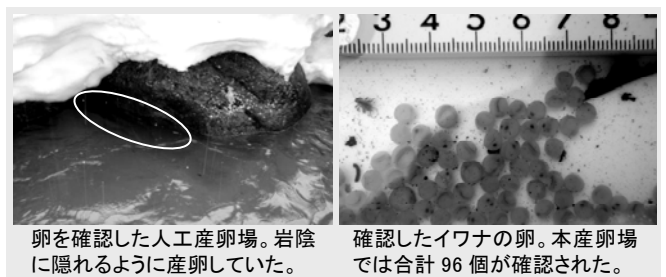 2 3 4 5 6 7 8
卵を確認した人工産卵場。岩陰
に隠れるように産卵していた。
確認したイワナの卵。本産卵場
では合計 96 個が確認された。